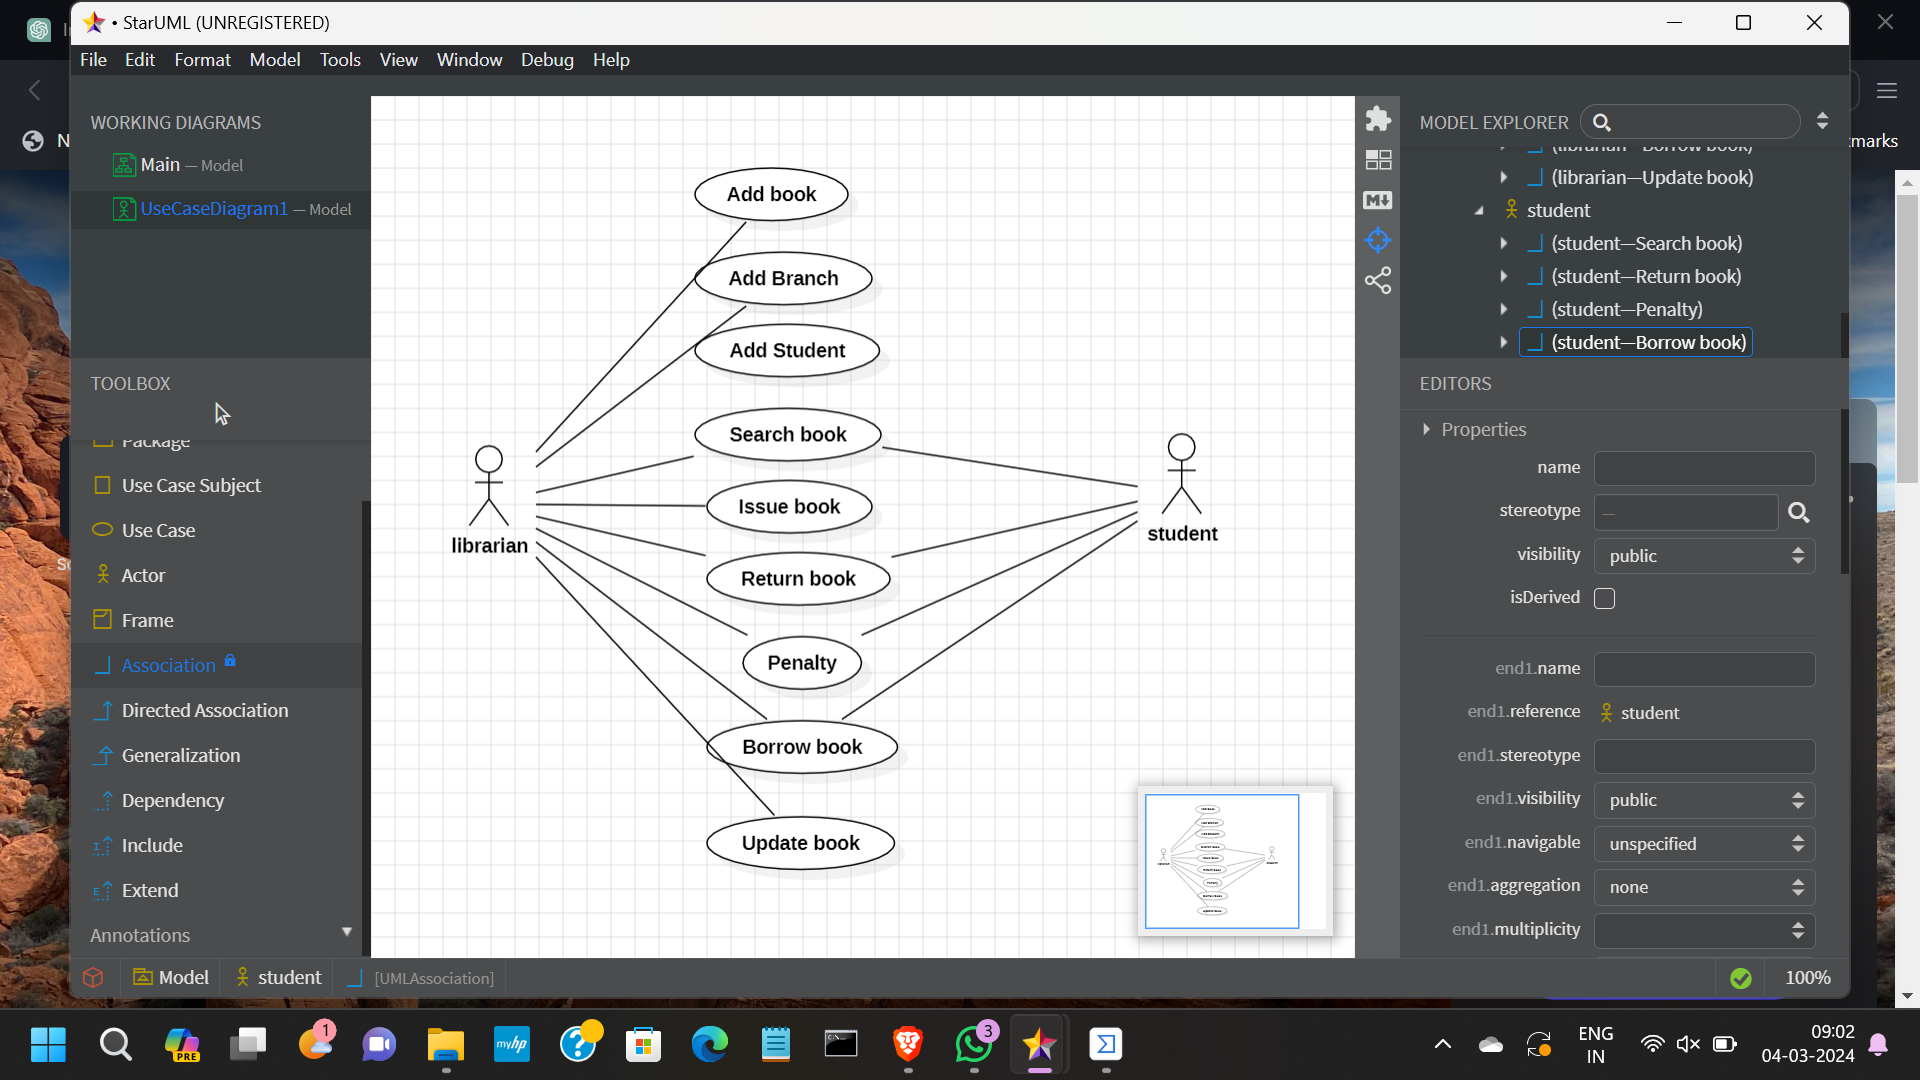 • StarUML (UNREGISTERED)
File Edit Format Model Tools View Window Debug Help
WORKING DIAGRAMS
Main — Model
UseCaseDiagram1 — Model
TOOLBOX
Package
Use Case Subject
Use Case
Actor
Frame
Association
Directed Association
Generalization
Dependency
Include
Extend
Annotations
Add book
Add Branch
Add Student
Search book
Issue book
Return book
Penalty
Borrow book
Update book
librarian
student
MODEL EXPLORER
(librarian—Borrow book)
(librarian—Update book)
student
(student—Search book)
(student—Return book)
(student—Penalty)
(student—Borrow book)
EDITORS
Properties
name
stereotype —
visibility public
isDerived
end1.name
end1.reference student
end1.stereotype
end1.visibility public
end1.navigable unspecified
end1.aggregation none
end1.multiplicity
Model student [UMLAssociation]
100%
marks
N
PRE
1
myhp
3
ENG
IN
09:02
04-03-2024